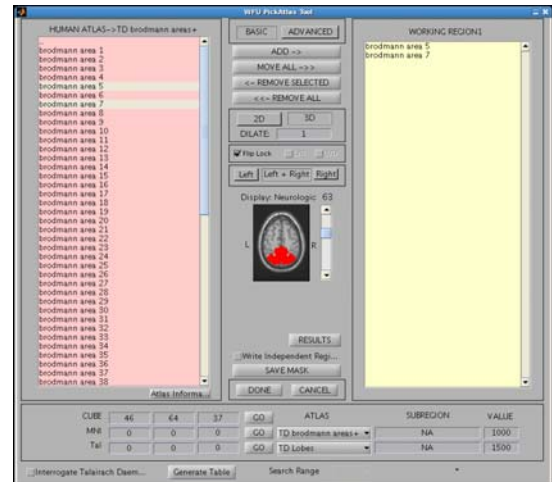 WFU PickAtlas Tool
HUMAN ATLAS->TD brodmann areas+
..
brodmann area 1
brodmann area 2
brodmann area 3
brodmann area 4
brodmann area 5
brodmann area 6
brodmann area 7
brodmann area 8
brodmann area 9
brodmann area 10
brodmann area 11
brodmann area 12
brodmann area 13
brodmann area 14
brodmann area 15
brodmann area 16
brodmann area 17
brodmann area 18
brodmann area 19
brodmann area 20
brodmann area 21
brodmann area 22
brodmann area 23
brodmann area 24
brodmann area 25
brodmann area 26
brodmann area 27
brodmann area 28
brodmann area 29
brodmann area 30
brodmann area 31
brodmann area 32
brodmann area 33
brodmann area 34
brodmann area 35
brodmann area 36
brodmann area 37
brodmann area 38
Atlas Informa...
BASIC ADVANCED
ADD ->
MOVE ALL ->>
<- REMOVE SELECTED
<<- REMOVE ALL
2D 3D
DILATE: 1
Flip Lock
Left Left + Right Right
Display: Neurologic 63
L R
RESULTS
Write Independent Regi...
SAVE MASK
DONE CANCEL
WORKING REGION1
brodmann area 5
brodmann area 7
CUBE 46 64 37 GO ATLAS SUBREGION VALUE
MNI 0 0 0 GO TD brodmann areas+ NA 1000
Tal 0 0 0 GO TD Lobes NA 1500
Interrogate Talairach Daem... Generate Table Search Range